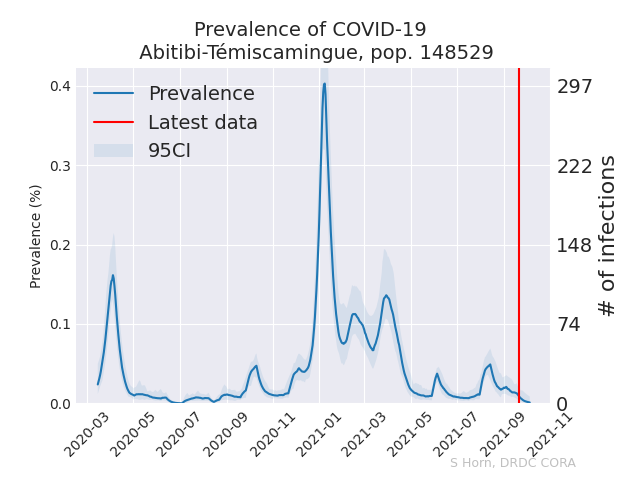 Prevalence of COVID-19
Abitibi-Témiscamingue, pop. 148529
Prevalence
Latest data
95CI
Prevalence (%)
0.4
0.3
0.2
0.1
0.0
297
222
148
74
0
# of infections
2020-03
2020-05
2020-07
2020-09
2020-11
2021-01
2021-03
2021-05
2021-07
2021-09
2021-11
S Horn, DRDC CORA